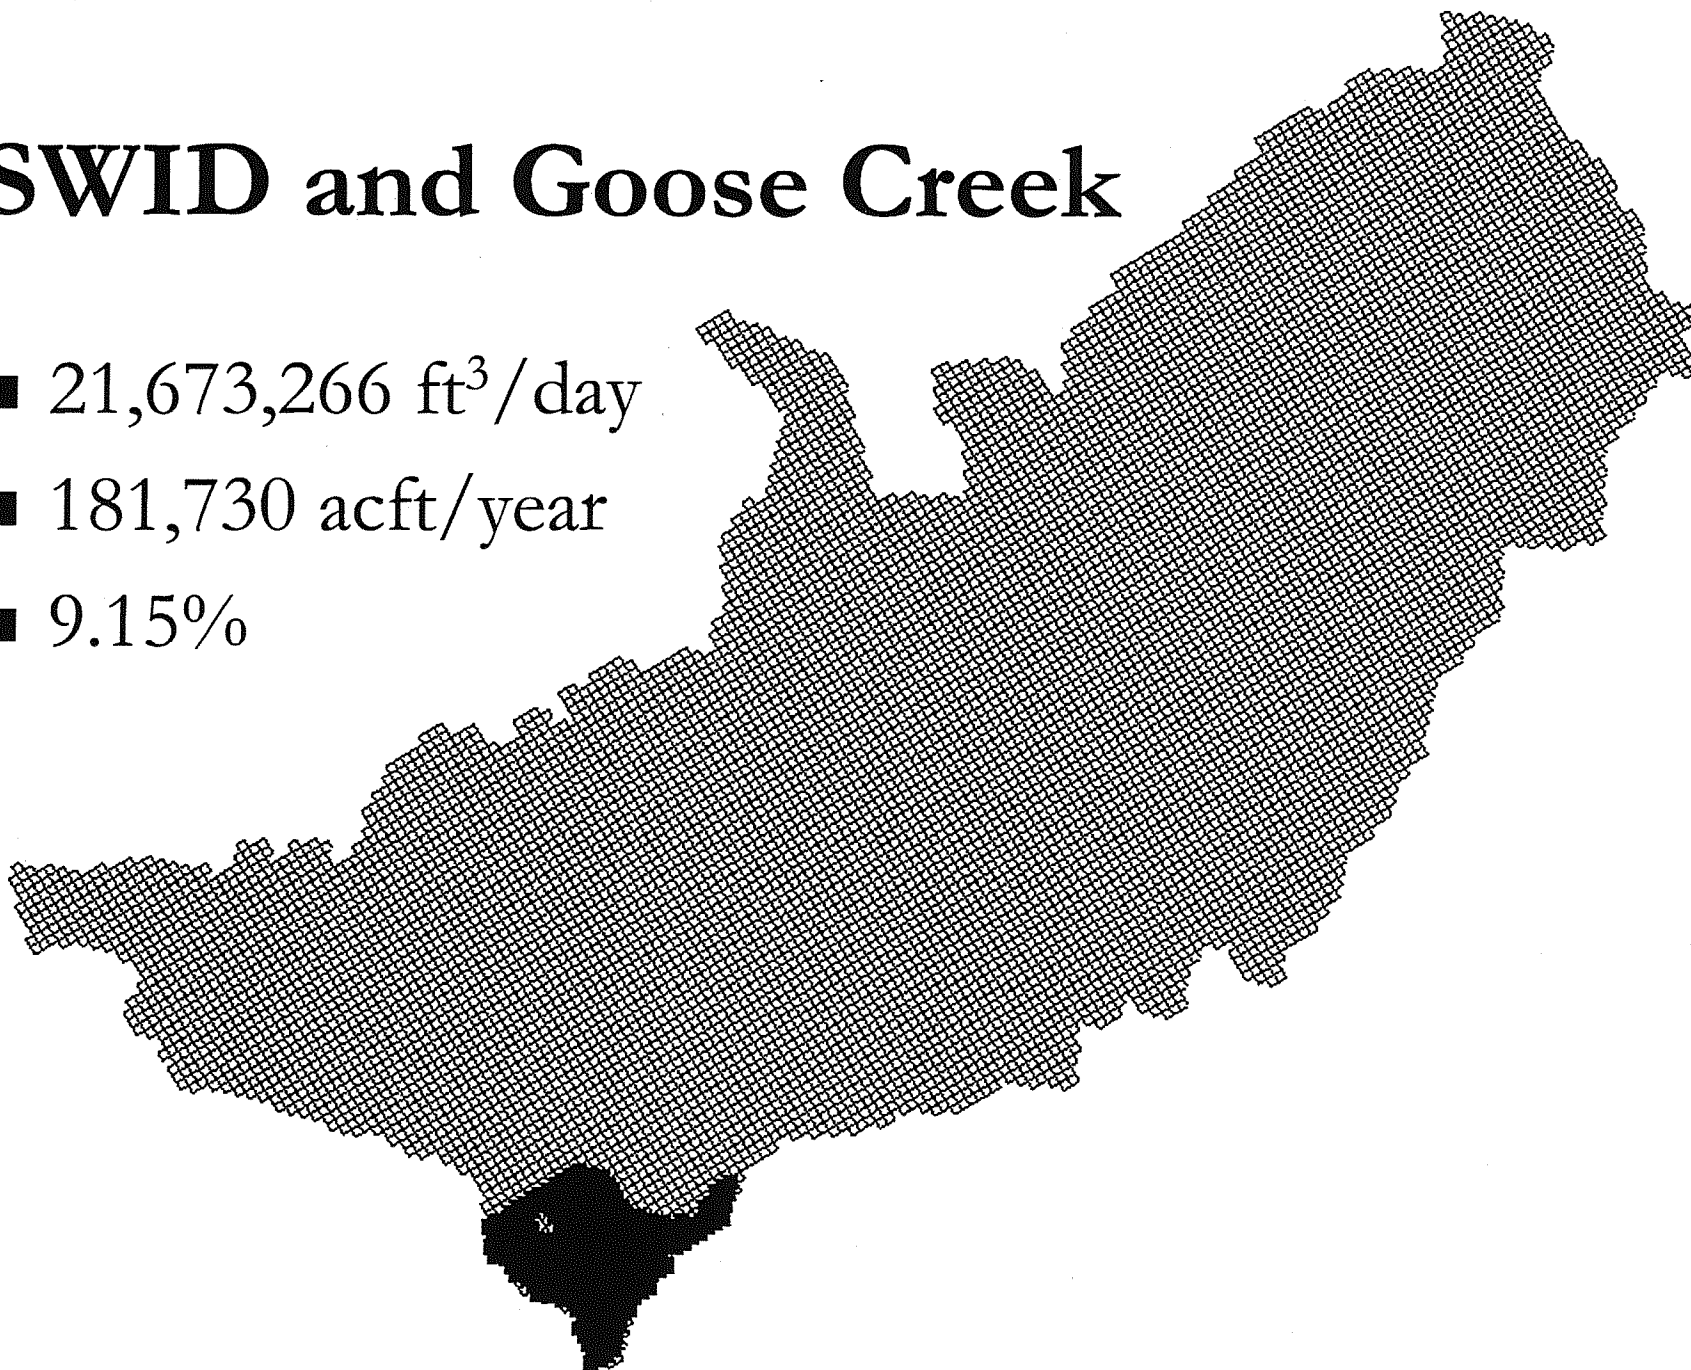 SWID and Goose Creek
▪ 21,673,266 ft³/day
▪ 181,730 acft/year
▪ 9.15%